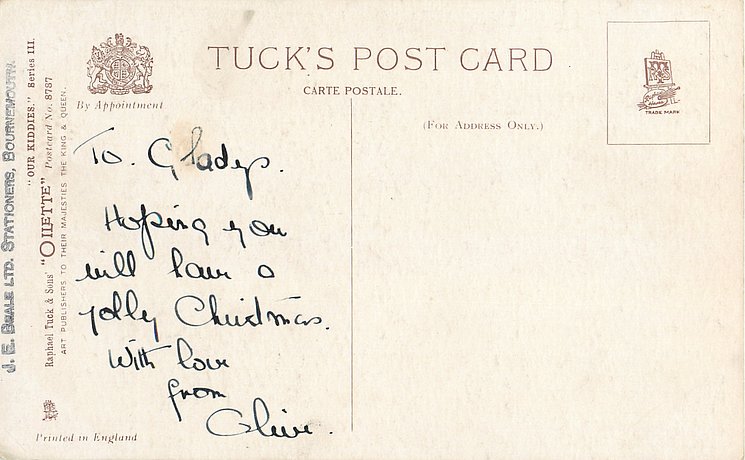 TUCK'S POST CARD
CARTE POSTALE.
(FOR ADDRESS ONLY.)
TRADE MARK
By Appointment
J. E. BEALE LTD. STATIONERS, BOURNEMOUTH.
"OUR KIDDIES." Series III.
Raphael Tuck & Sons' "OILETTE" Postcard No. 8787
ART PUBLISHERS TO THEIR MAJESTIES THE KING & QUEEN.
To. Gladys.
Hoping you
will have a
jolly Christmas.
With love
from
Olive.
Printed in England